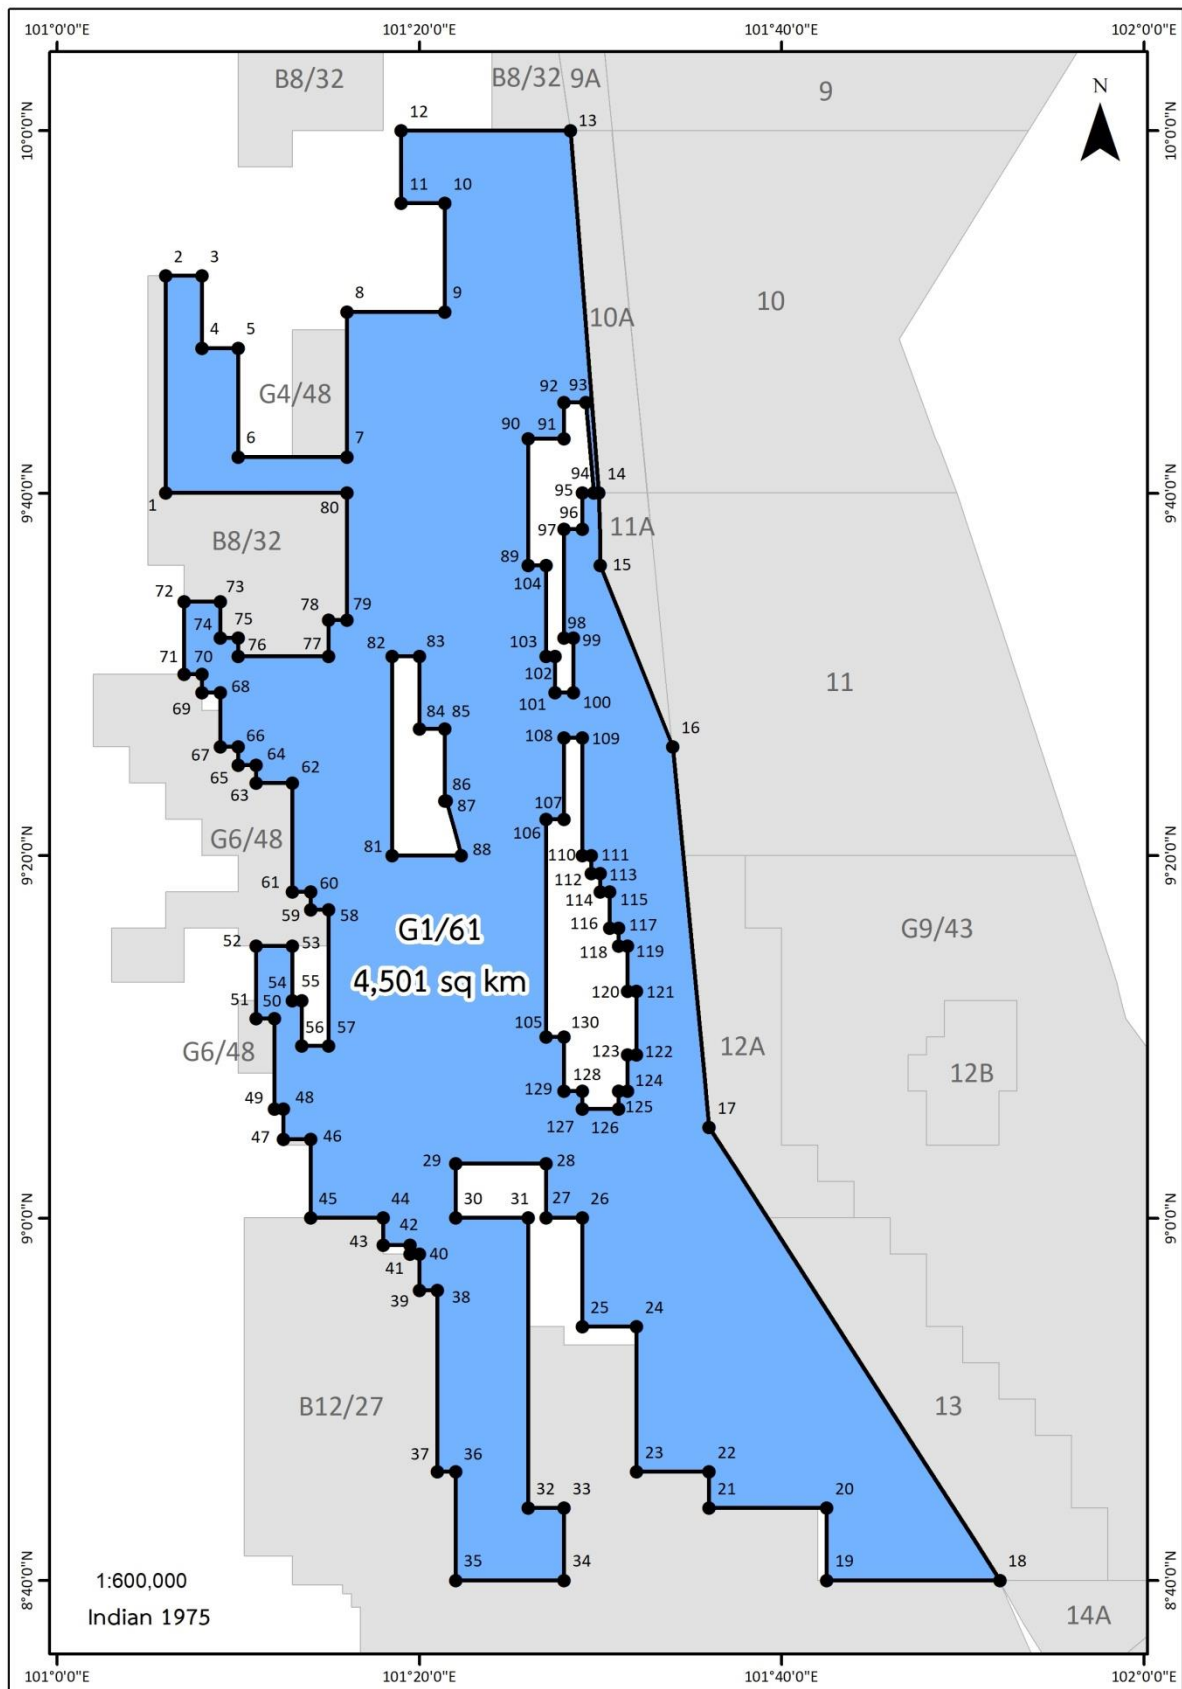 101°0'0"E 101°20'0"E 101°40'0"E 102°0'0"E
B8/32 B8/32 9A 9
N
10°0'0"N 12 13 10°0'0"N
11 10
2 3
8 9 10A 10
4 5
G4/48
92 93
90 91
6 7
9°40'0"N 1 80 94 95 14 9°40'0"N
96 97 11A
B8/32
89 104 15
72 73
74 75 78 79
76 77 82 83 98 99
71 70 103 102
69 68 101 100 11
84 85
67 66 108 109 16
65 64
63 62
86 87
107
106
G6/48
9°20'0"N 81 88 110 111 9°20'0"N
112 113
61 60 114 115
59 58
G1/61 116 117 G9/43
52 53 118 119
4,501 sq km
54 55 120 121
51 50
105 130
G6/48 56 57 123 122 12A 12B
129 128 124
49 48 127 126 125
17
47 46
29 28
9°0'0"N 45 44 30 31 27 26 9°0'0"N
43 42
41 40
39 38
25 24
B12/27 13
37 36 23 22
32 33 21 20
8°40'0"N 35 34 19 18 8°40'0"N
1:600,000
Indian 1975
14A
101°0'0"E 101°20'0"E 101°40'0"E 102°0'0"E